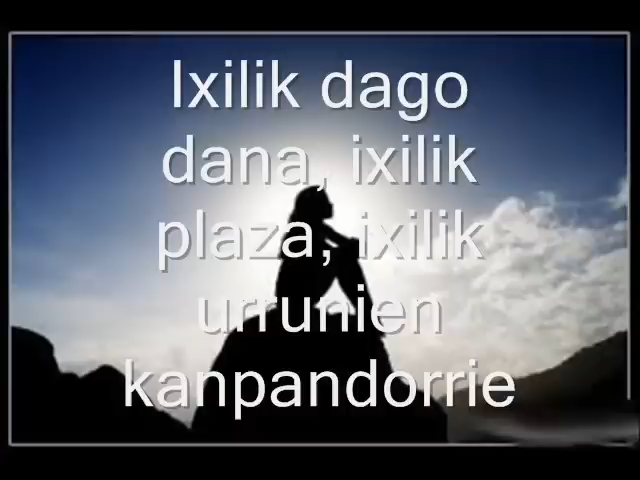 Ixilik dago
dana, ixilik
plaza, ixilik
urrunien
kanpandorrie